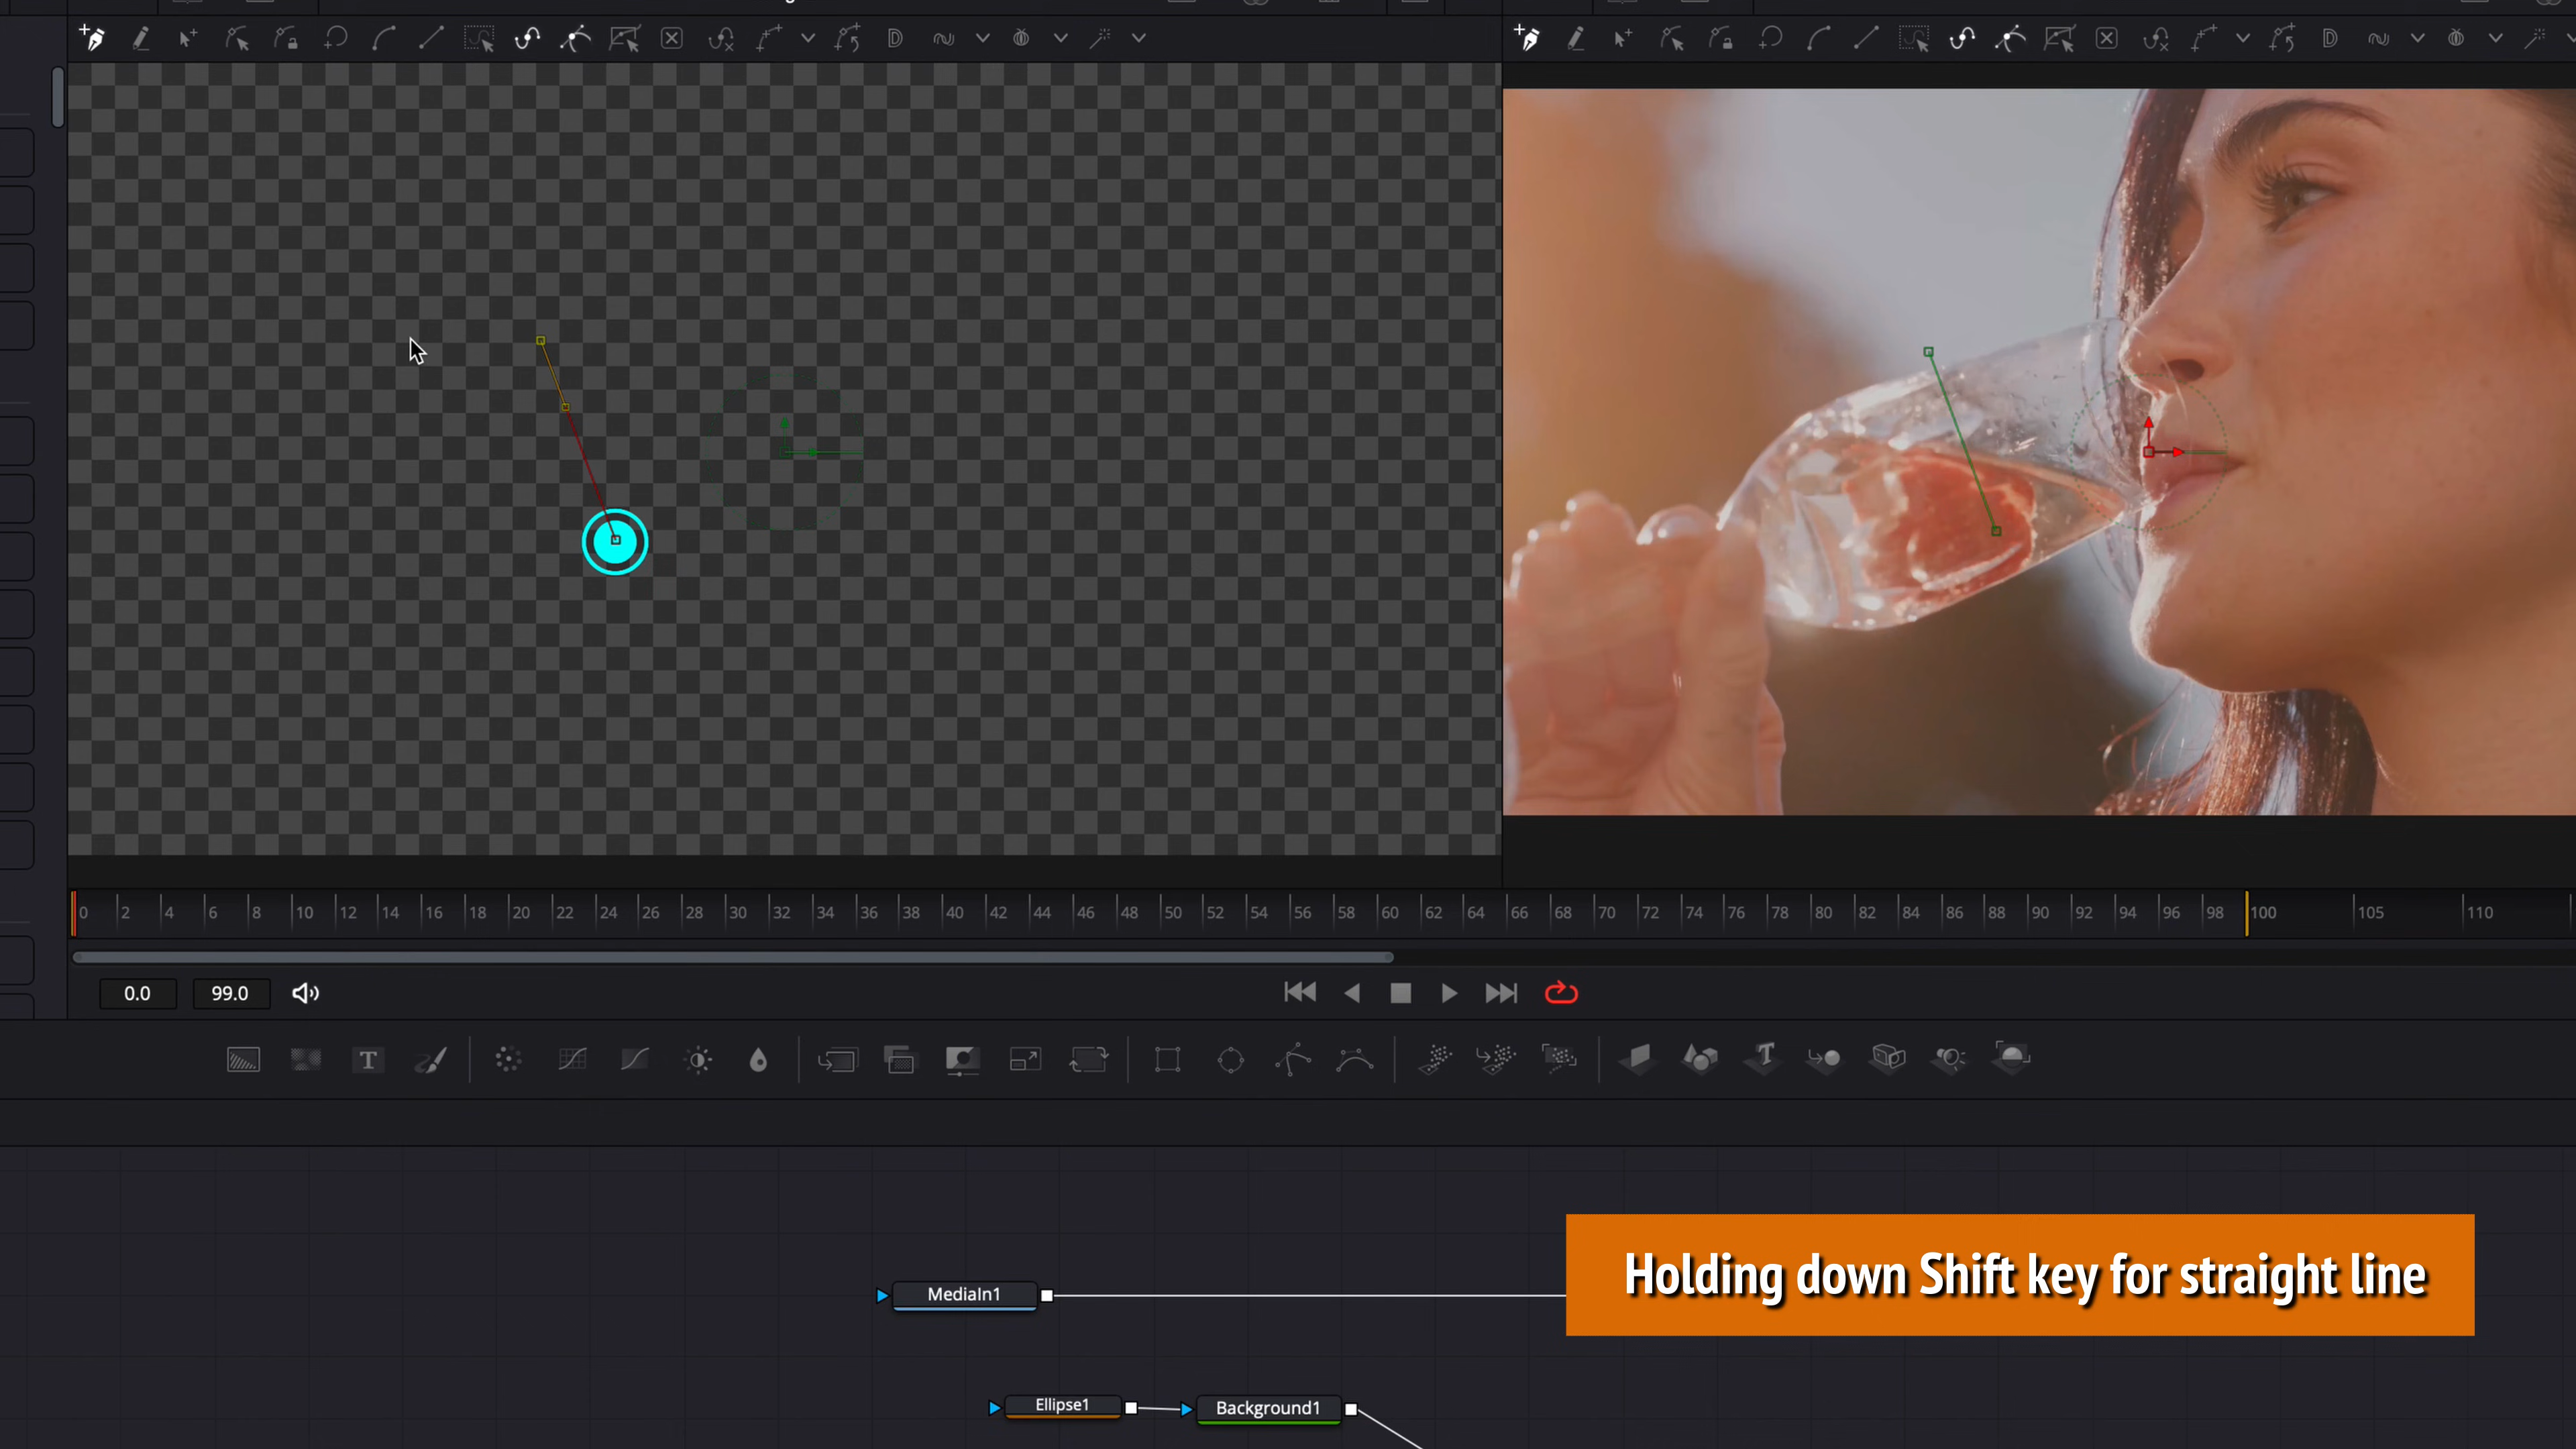 0 2 4 6 8 10 12 14 16 18 20 22 24 26 28 30 32 34 36 38 40 42 44 46 48 50 52 54 56 58 60 62 64 66 68 70 72 74 76 78 80 82 84 86 88 90 92 94 96 98 100 105 110
0.0 99.0
Holding down Shift key for straight line
MediaIn1
Ellipse1 Background1